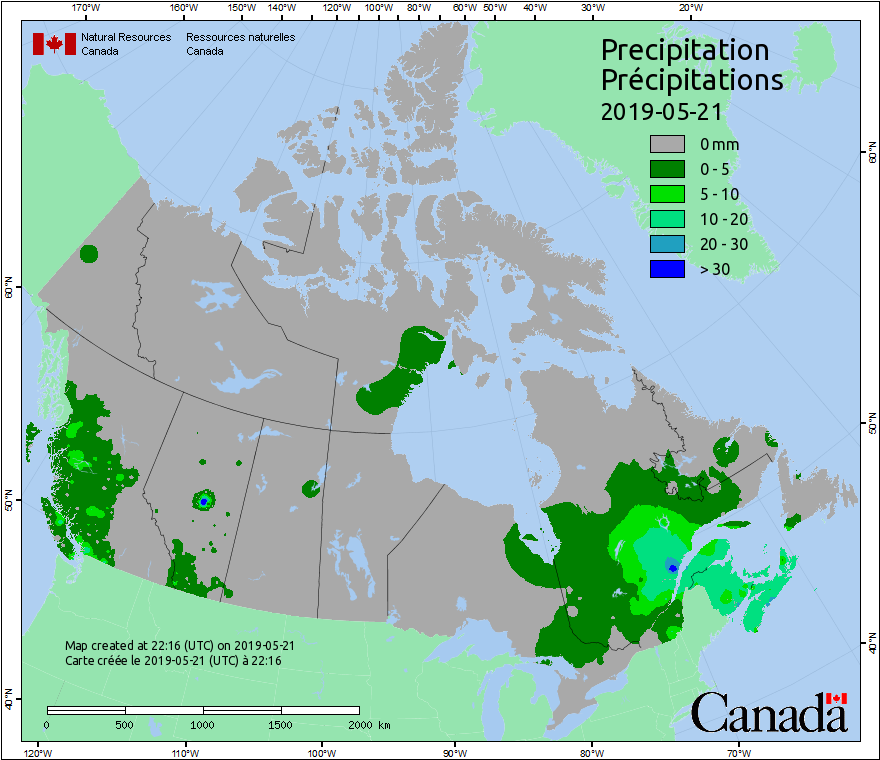 170°W 160°W 150°W 140°W 130°W 120°W 110°W 100°W 90°W 80°W 60°W 50°W 40°W 30°W 20°W
Natural Resources Ressources naturelles
Canada Canada
Precipitation
Précipitations
2019-05-21
0 mm
0 - 5
5 - 10
10 - 20
20 - 30
> 30
60°N
50°N
40°N
60°N
50°N
40°N
Map created at 22:16 (UTC) on 2019-05-21
Carte créée le 2019-05-21 (UTC) à 22:16
0 500 1000 1500 2000 km
Canada
120°W 110°W 100°W 90°W 80°W 70°W